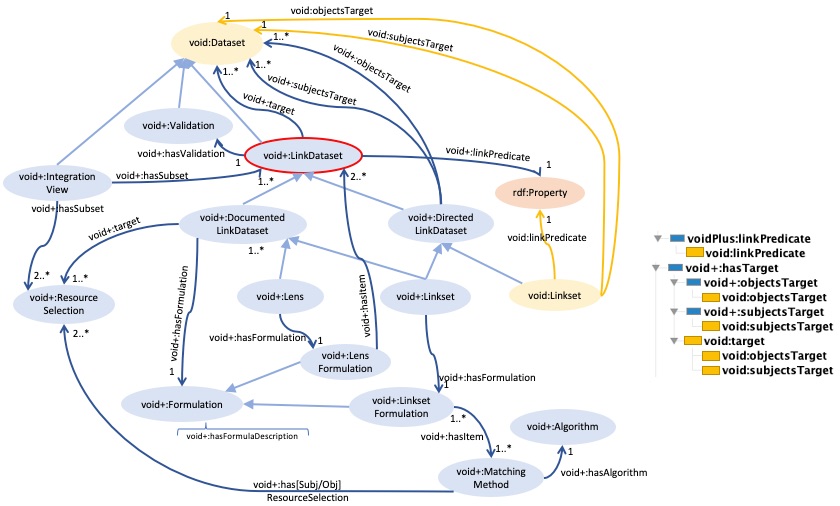 void:objectsTarget
1
void:subjectsTarget
1
void:Dataset
1..*
void+:objectsTarget
1..*
1..*
void+:subjectsTarget
void+:target
void+:Validation
void+:hasValidation
1
void+:LinkDataset
void+:linkPredicate
1
void+:Integration
View
void+:hasSubset
1..*
2..*
rdf:Property
void+:hasSubset
void+:target
void+:Documented
LinkDataset
1..*
void+:Directed
LinkDataset
1
void:linkPredicate
voidPlus:linkPredicate
void:linkPredicate
void+:hasTarget
void+:objectsTarget
void:objectsTarget
void+:subjectsTarget
void:subjectsTarget
void:target
void:objectsTarget
void:subjectsTarget
2..*
1..*
void+:Resource
Selection
2..*
void+:Lens
void+:Linkset
void:Linkset
void+:hasFormulation
void+:hasItem
void+:hasFormulation
1
void+:Lens
Formulation
1
void+:hasFormulation
1
void+:Formulation
void+:Linkset
Formulation
1..*
void+:hasFormulaDescription
void+:hasItem
1..*
void+:Algorithm
1
void+:Matching
Method
void+:hasAlgorithm
void+:has[Subj/Obj]
ResourceSelection